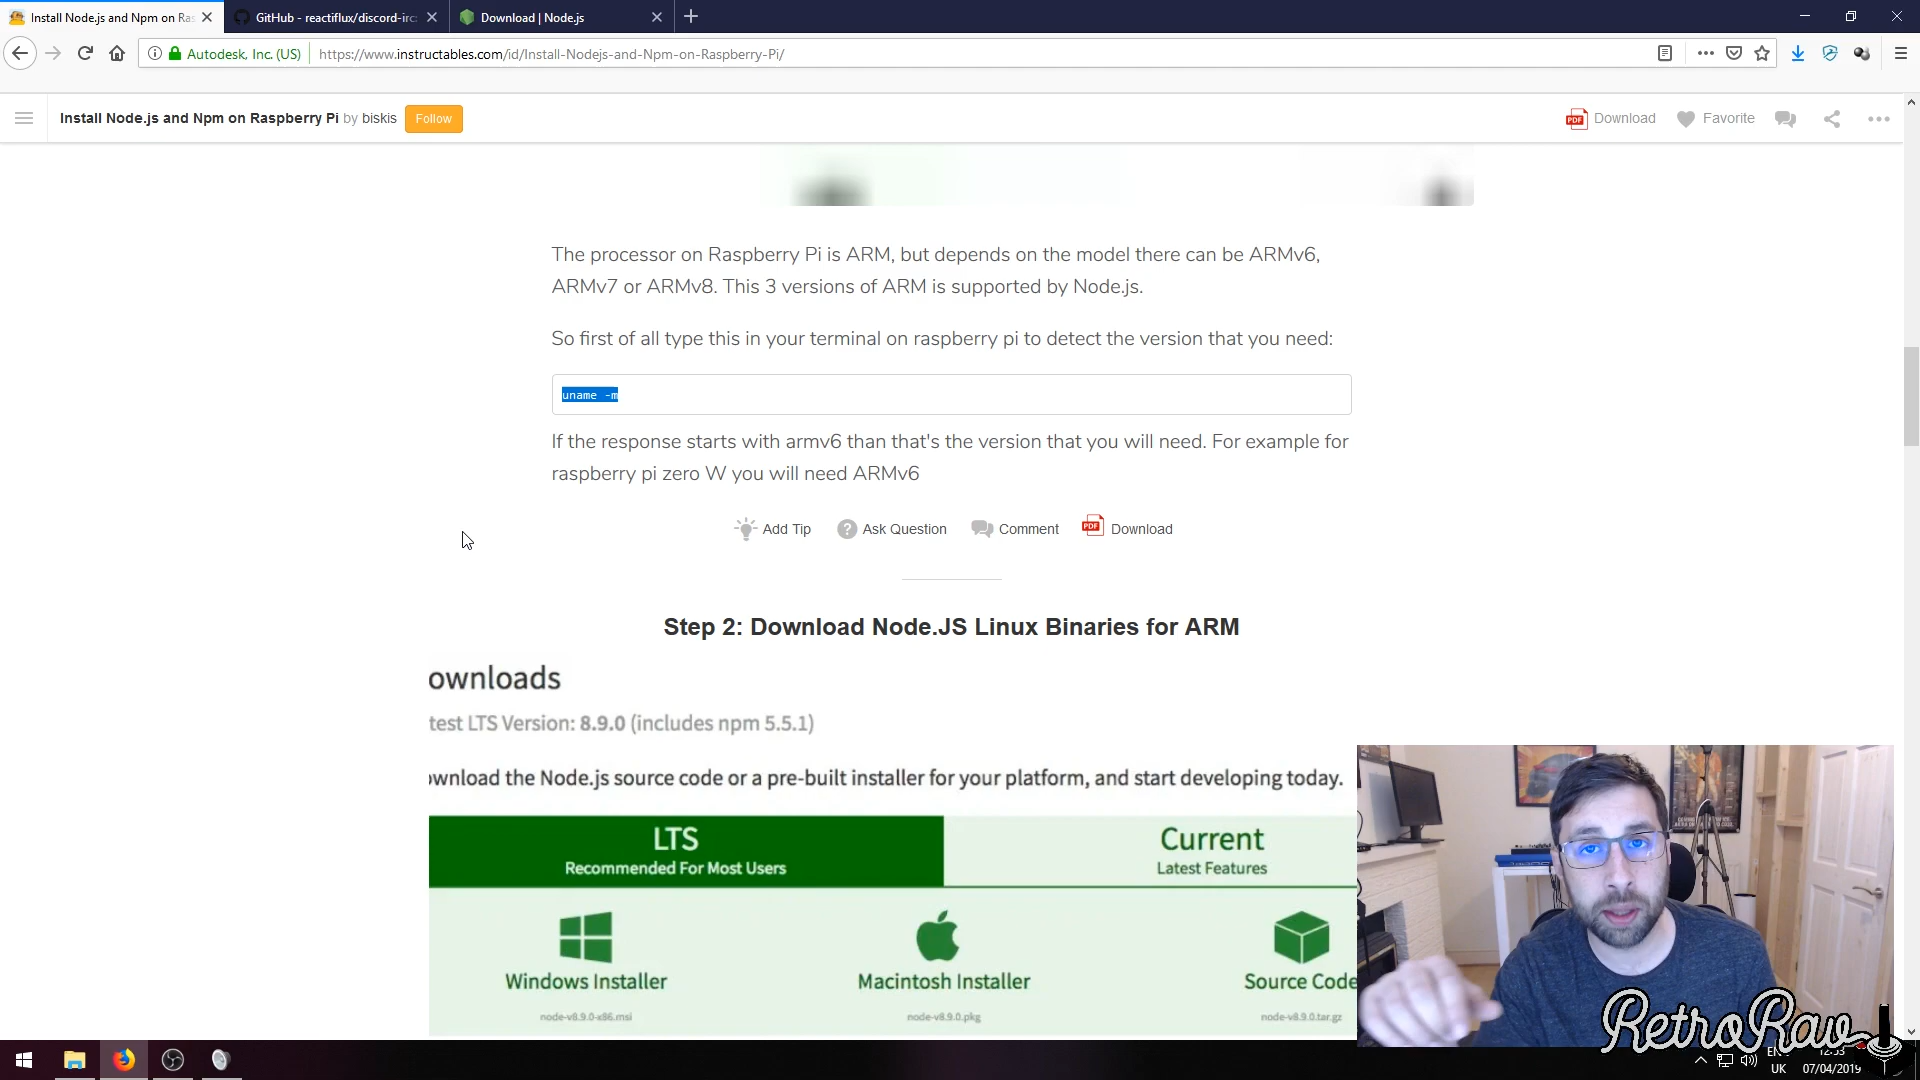 Install Node.js and Npm on Ras
GitHub - reactiflux/discord-irc:
Download | Node.js
Autodesk, Inc. (US)
https://www.instructables.com/id/Install-Nodejs-and-Npm-on-Raspberry-Pi/
Install Node.js and Npm on Raspberry Pi by biskis
Follow
PDF Download
Favorite
The processor on Raspberry Pi is ARM, but depends on the model there can be ARMv6,
ARMv7 or ARMv8. This 3 versions of ARM is supported by Node.js.
So first of all type this in your terminal on raspberry pi to detect the version that you need:
uname -m
If the response starts with armv6 than that's the version that you will need. For example for
raspberry pi zero W you will need ARMv6
Add Tip
Ask Question
Comment
PDF Download
Step 2: Download Node.JS Linux Binaries for ARM
ownloads
test LTS Version: 8.9.0 (includes npm 5.5.1)
ownload the Node.js source code or a pre-built installer for your platform, and start developing today.
LTS
Recommended For Most Users
Current
Latest Features
Windows Installer
node-v8.9.0-x86.msi
Macintosh Installer
node-v8.9.0.pkg
Source Code
node-v8.9.0.tar.gz
RetroRav
UK
12:53
07/04/2019